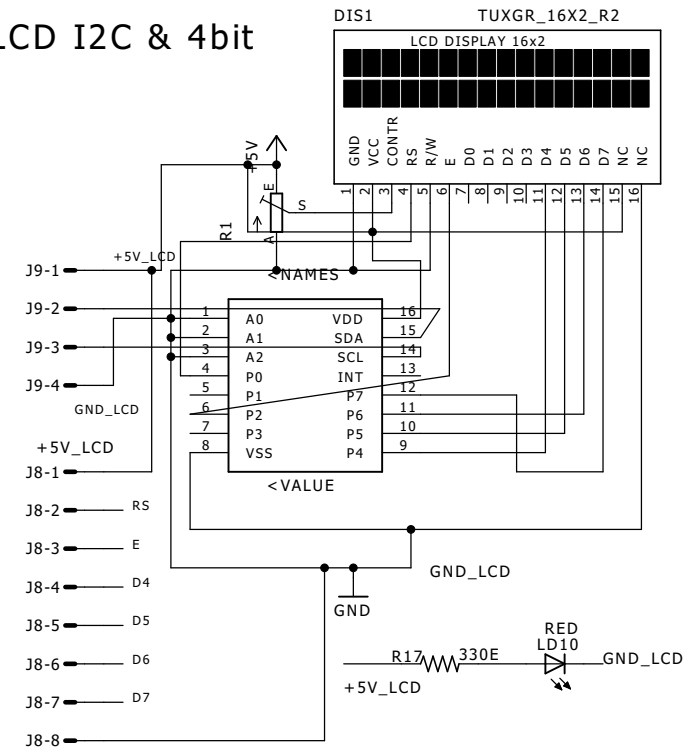 LCD I2C & 4bit
DIS1 TUXGR_16X2_R2
LCD DISPLAY 16x2
GND VCC CONTR RS R/W E D0 D1 D2 D3 D4 D5 D6 D7 NC NC
1 2 3 4 5 6 7 8 9 10 11 12 13 14 15 16
+5V
E
S
A
R1
<NAMES
J9-1 +5V_LCD
J9-2
J9-3
J9-4
GND_LCD
1 A0 VDD 16
2 A1 SDA 15
3 A2 SCL 14
4 P0 INT 13
5 P1 P7 12
6 P2 P6 11
7 P3 P5 10
8 VSS P4 9
<VALUE
+5V_LCD
J8-1
J8-2 RS
J8-3 E
J8-4 D4
J8-5 D5
J8-6 D6
J8-7 D7
J8-8
GND_LCD
GND
RED
LD10
R17 330E GND_LCD
+5V_LCD